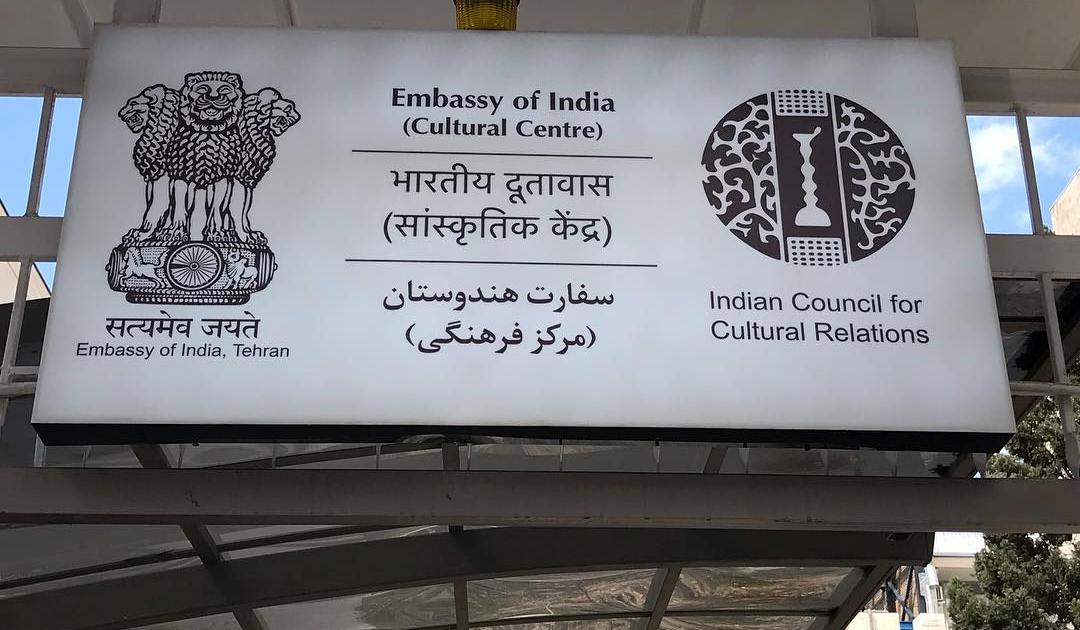 सत्यमेव जयते
Embassy of India, Tehran
Embassy of India
(Cultural Centre)
भारतीय दूतावास
(सांस्कृतिक केंद्र)
سفارت هندوستان
(مرکز فرهنگی)
Indian Council for
Cultural Relations